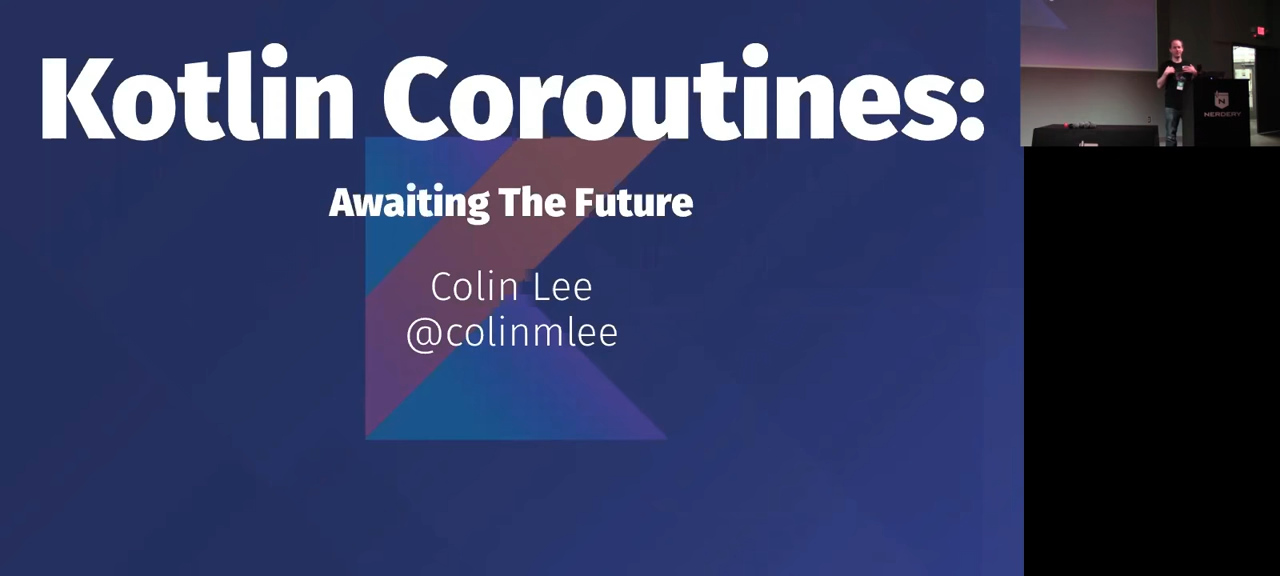 Kotlin Coroutines:
Awaiting The Future
Colin Lee
@colinmlee
N
NERDERY